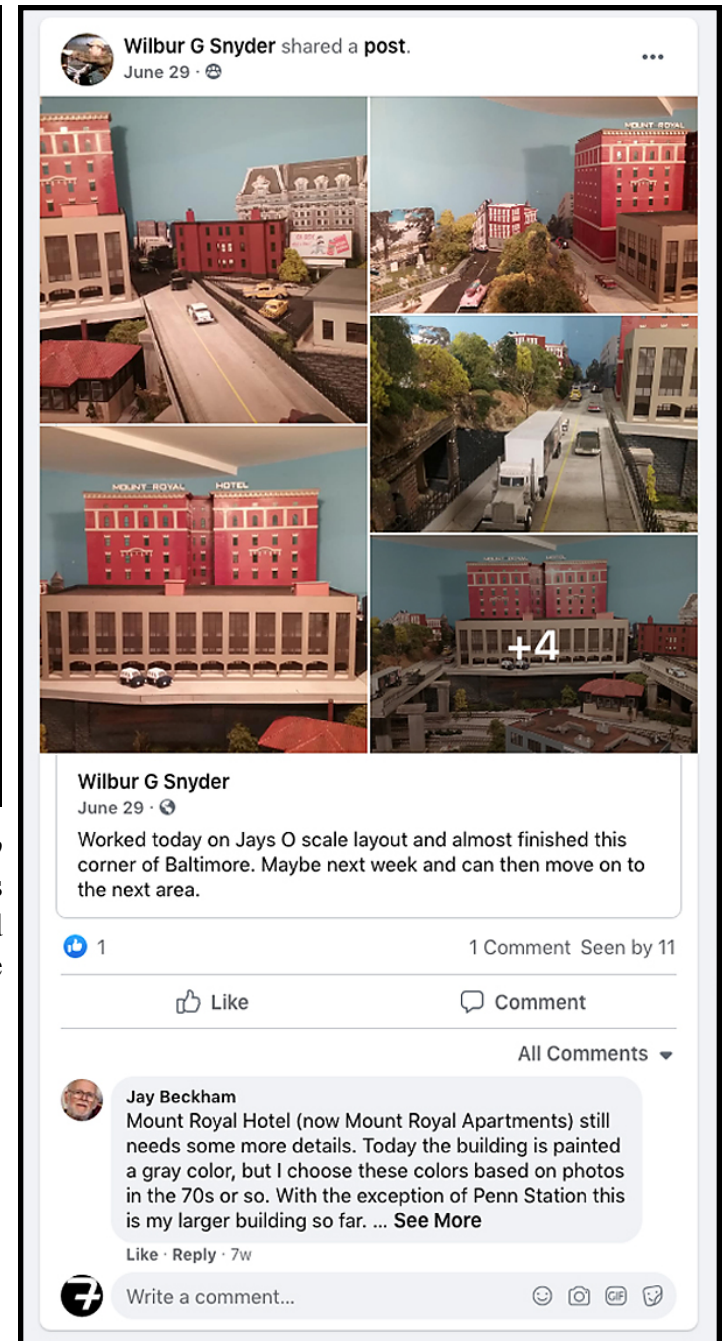 Wilbur G Snyder shared a post.
June 29 ·
MOUNT ROYAL
MOUNT ROYAL HOTEL
MOUNT ROYAL HOTEL
+4
Wilbur G Snyder
June 29 ·
Worked today on Jays O scale layout and almost finished this
corner of Baltimore. Maybe next week and can then move on to
the next area.
1
1 Comment Seen by 11
Like
Comment
All Comments
Jay Beckham
Mount Royal Hotel (now Mount Royal Apartments) still
needs some more details. Today the building is painted
a gray color, but I choose these colors based on photos
in the 70s or so. With the exception of Penn Station this
is my larger building so far. ... See More
Like · Reply · 7w
Write a comment...
GIF